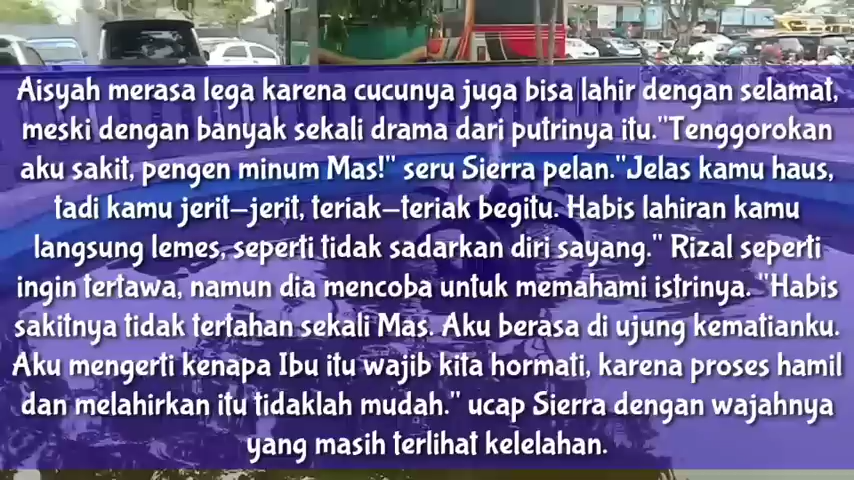 Aisyah merasa lega karena cucunya juga bisa lahir dengan selamat,
meski dengan banyak sekali drama dari putrinya itu."Tenggorokan
aku sakit, pengen minum Mas!" seru Sierra pelan."Jelas kamu haus,
tadi kamu jerit-jerit, teriak-teriak begitu. Habis lahiran kamu
langsung lemes, seperti tidak sadarkan diri sayang." Rizal seperti
ingin tertawa, namun dia mencoba untuk memahami istrinya. "Habis
sakitnya tidak tertahan sekali Mas. Aku berasa di ujung kematianku.
Aku mengerti kenapa Ibu itu wajib kita hormati, karena proses hamil
dan melahirkan itu tidaklah mudah." ucap Sierra dengan wajahnya
yang masih terlihat kelelahan.